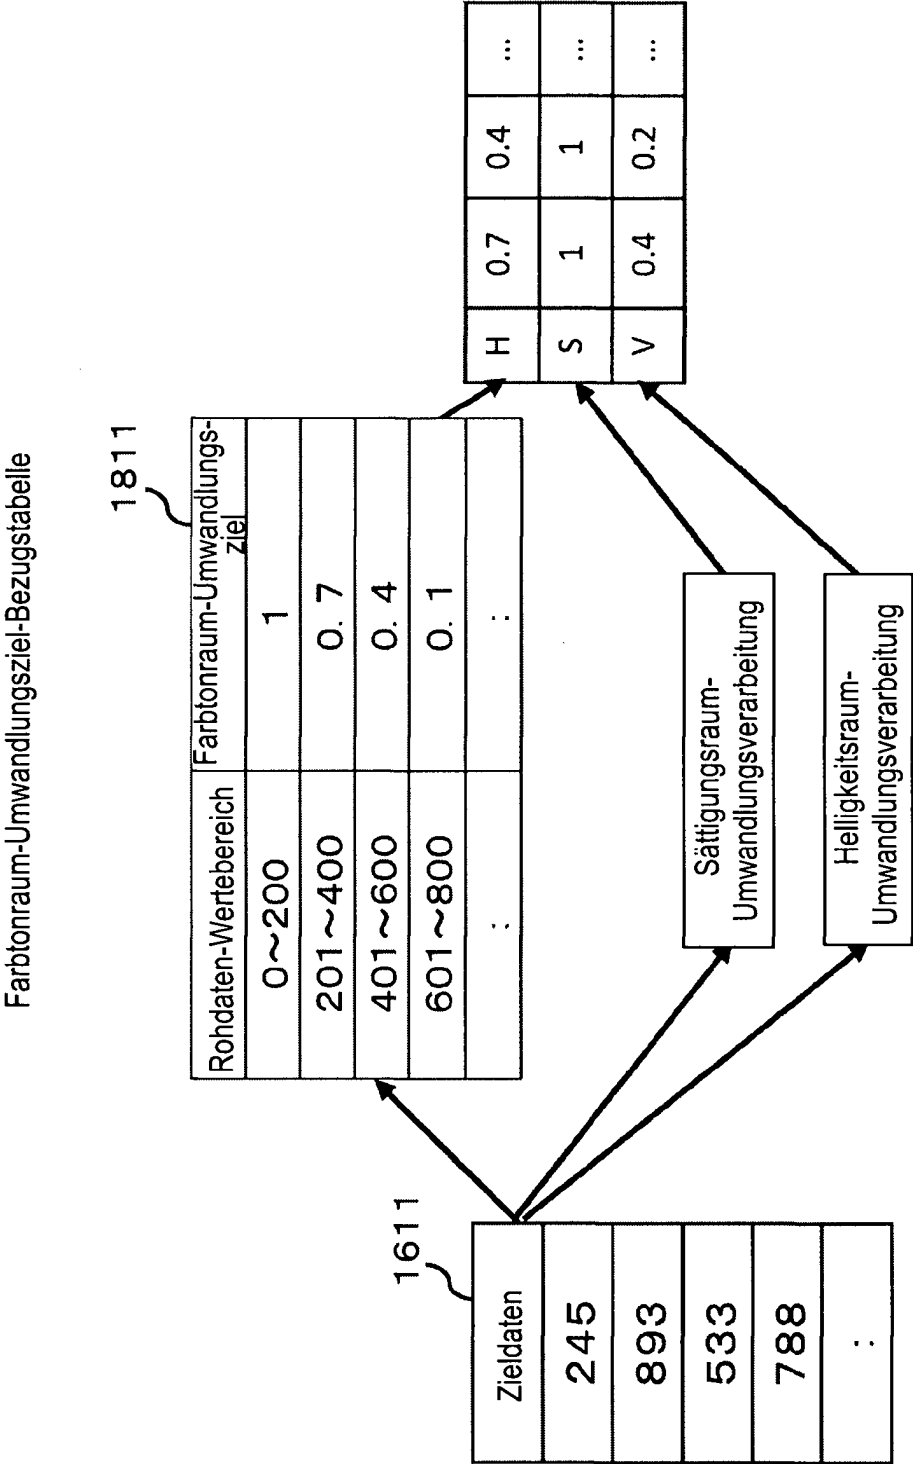 Farbtonraum-Umwandlungsziel-Bezugstabelle
1811
Rohdaten-Wertebereich Farbtonraum-Umwandlungs-
ziel
0~200 1
201~400 0. 7
401~600 0. 4
601~800 0. 1
: :
1611
Zieldaten
245
893
533
788
:
Sättigungsraum-
Umwandlungsverarbeitung
Helligkeitsraum-
Umwandlungsverarbeitung
H 0.7 0.4 ...
S 1 1 ...
V 0.4 0.2 ...